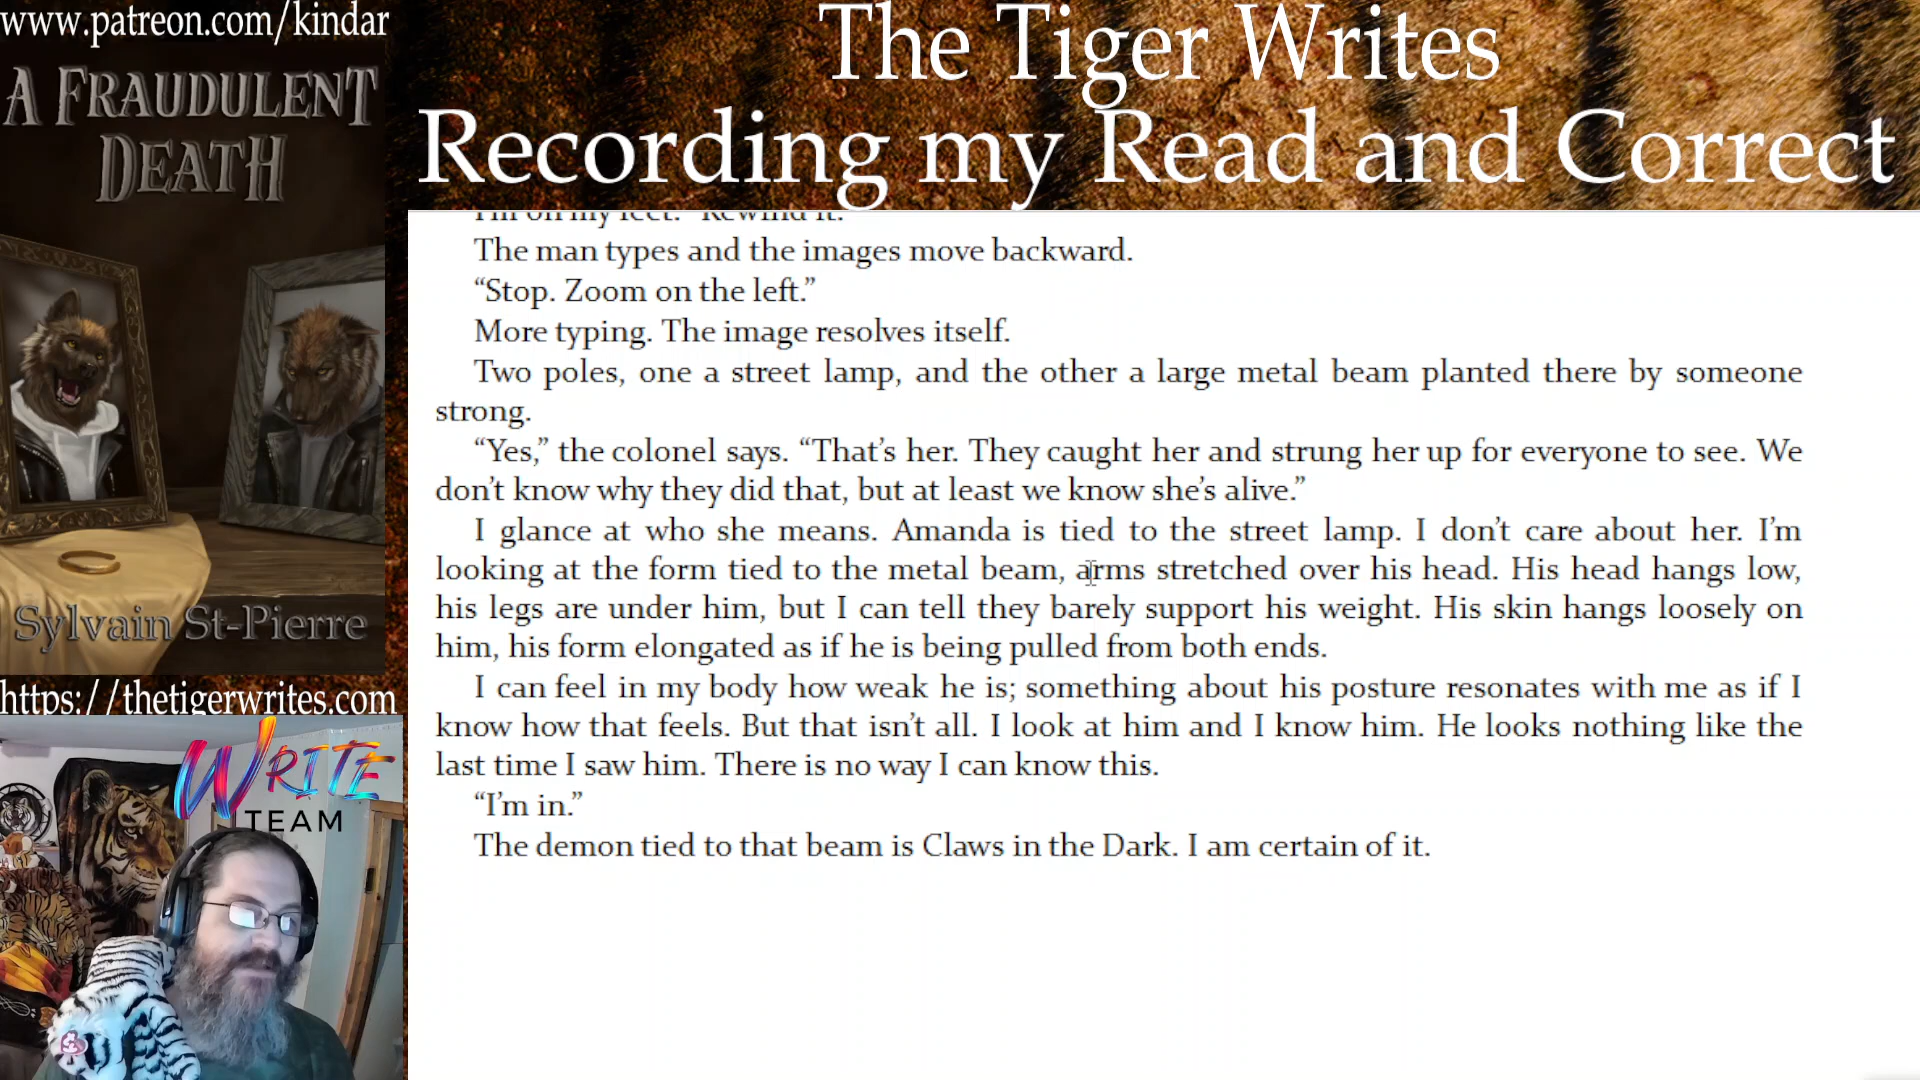 www.patreon.com/kindar
A FRAUDULENT
DEATH
Sylvain St-Pierre
https://thetigerwrites.com
WRITE
TEAM
The Tiger Writes
Recording my Read and Correct
I'm on my feet. “Rewind it.”
The man types and the images move backward.
“Stop. Zoom on the left.”
More typing. The image resolves itself.
Two poles, one a street lamp, and the other a large metal beam planted there by someone
strong.
“Yes,” the colonel says. “That’s her. They caught her and strung her up for everyone to see. We
don’t know why they did that, but at least we know she’s alive.”
I glance at who she means. Amanda is tied to the street lamp. I don’t care about her. I’m
looking at the form tied to the metal beam, arms stretched over his head. His head hangs low,
his legs are under him, but I can tell they barely support his weight. His skin hangs loosely on
him, his form elongated as if he is being pulled from both ends.
I can feel in my body how weak he is; something about his posture resonates with me as if I
know how that feels. But that isn’t all. I look at him and I know him. He looks nothing like the
last time I saw him. There is no way I can know this.
“I’m in.”
The demon tied to that beam is Claws in the Dark. I am certain of it.